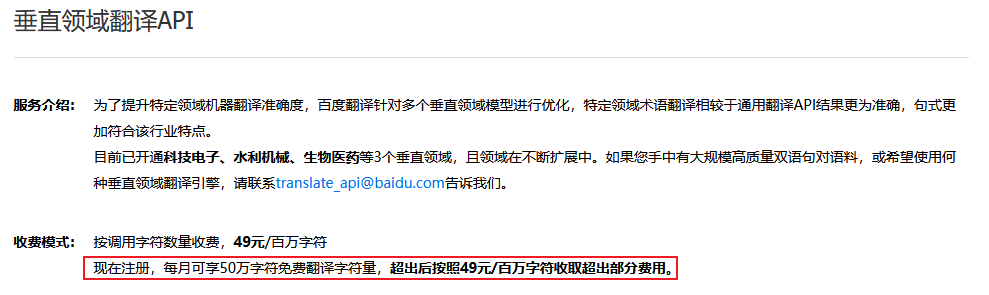 垂直领域翻译API
服务介绍： 为了提升特定领域机器翻译准确度，百度翻译针对多个垂直领域模型进行优化，特定领域术语翻译相较于通用翻译API结果更为准确，句式更
加符合该行业特点。
目前已开通科技电子、水利机械、生物医药等3个垂直领域，且领域在不断扩展中。如果您手中有大规模高质量双语句对语料，或希望使用何
种垂直领域翻译引擎，请联系translate_api@baidu.com告诉我们。
收费模式： 按调用字符数量收费，49元/百万字符
现在注册，每月可享50万字符免费翻译字符量，超出后按照49元/百万字符收取超出部分费用。